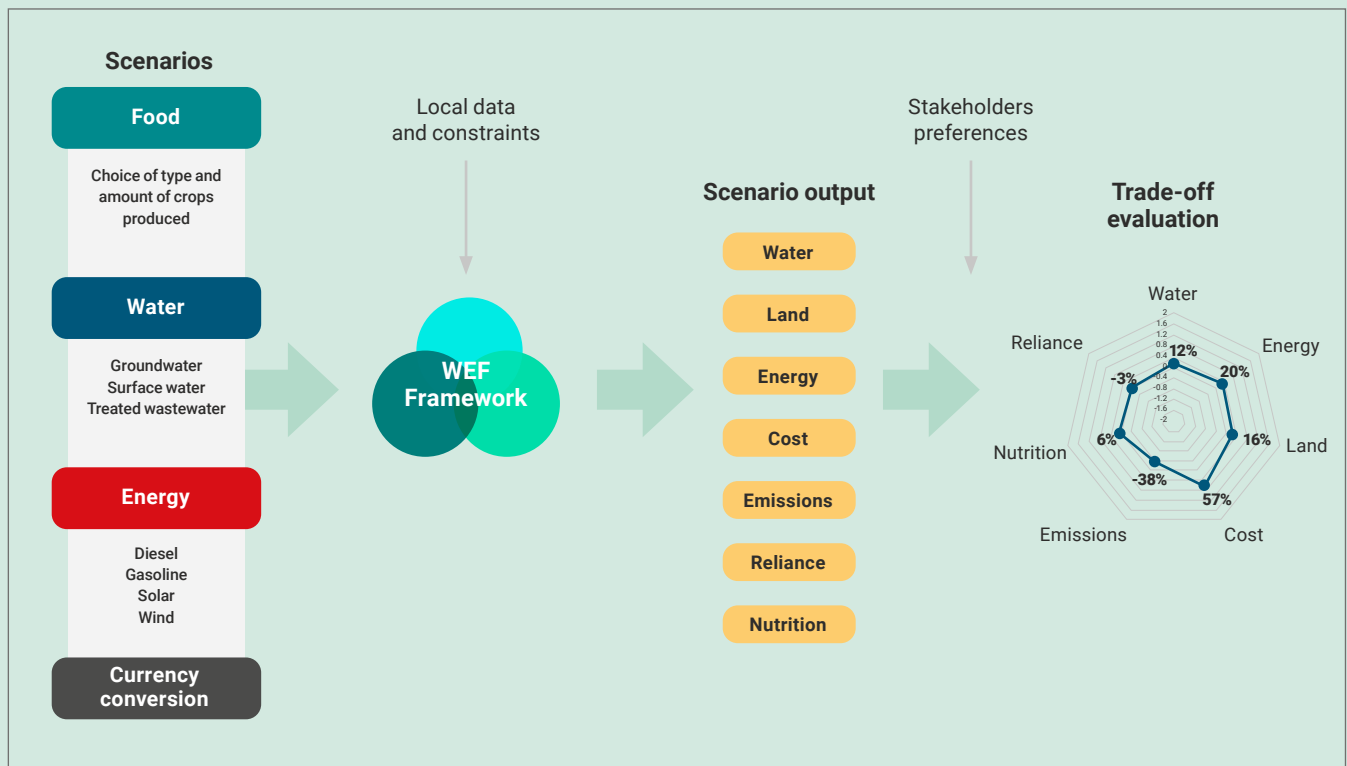 Scenarios
Food
Choice of type and
amount of crops
produced
Water
Groundwater
Surface water
Treated wastewater
Energy
Diesel
Gasoline
Solar
Wind
Currency
conversion
Local data
and constraints
WEF
Framework
Scenario output
Water
Land
Energy
Cost
Emissions
Reliance
Nutrition
Stakeholders
preferences
Trade-off
evaluation
Water
Energy
Land
Cost
Emissions
Nutrition
Reliance
2
1.6
1.2
0.8
0.4
0
-0.4
-0.8
-1.2
-1.6
-2
12%
20%
16%
57%
-38%
6%
-3%